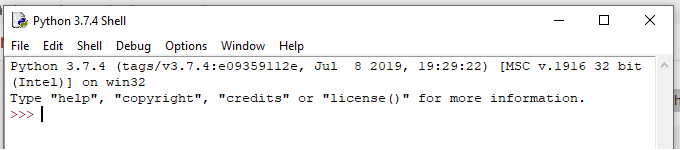 Python 3.7.4 Shell
File Edit Shell Debug Options Window Help
Python 3.7.4 (tags/v3.7.4:e09359112e, Jul  8 2019, 19:29:22) [MSC v.1916 32 bit
(Intel)] on win32
Type "help", "copyright", "credits" or "license()" for more information.
>>>